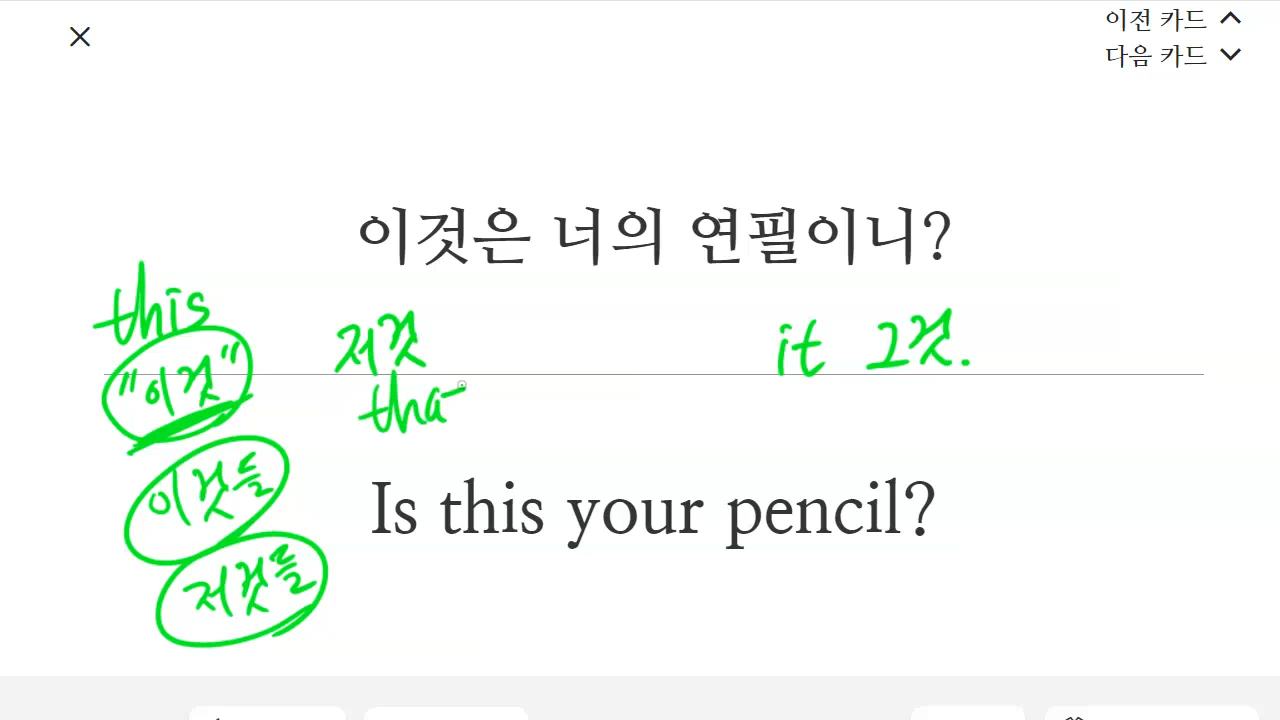 이전 카드
다음 카드
이것은 너의 연필이니?
this
"이것"
저것
tha
it 그것.
이것들
저것들
Is this your pencil?